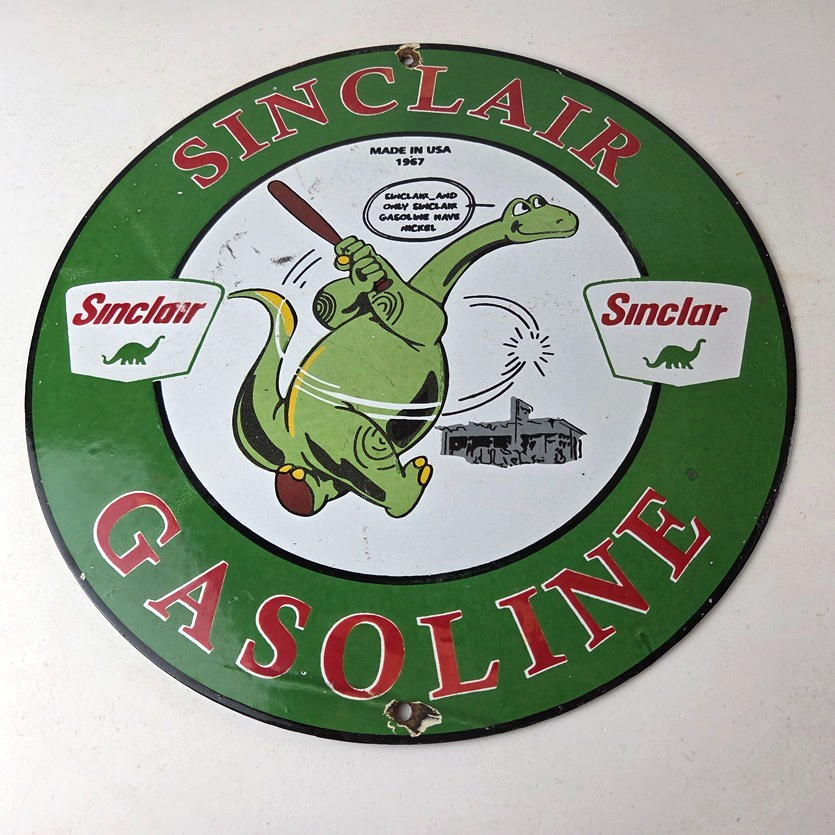 SINCLAIR
MADE IN USA
1967
SINCLAIR AND
ONLY SINCLAIR
GASOLINE HAVE
NICKEL
Sinclair
Sinclar
GASOLINE